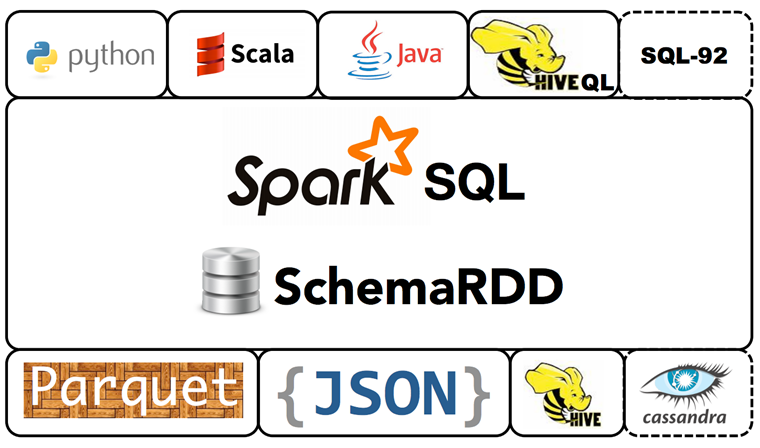 python
Scala
Java
HIVE QL
SQL-92
Spark SQL
SchemaRDD
Parquet
{JSON}
HIVE
cassandra